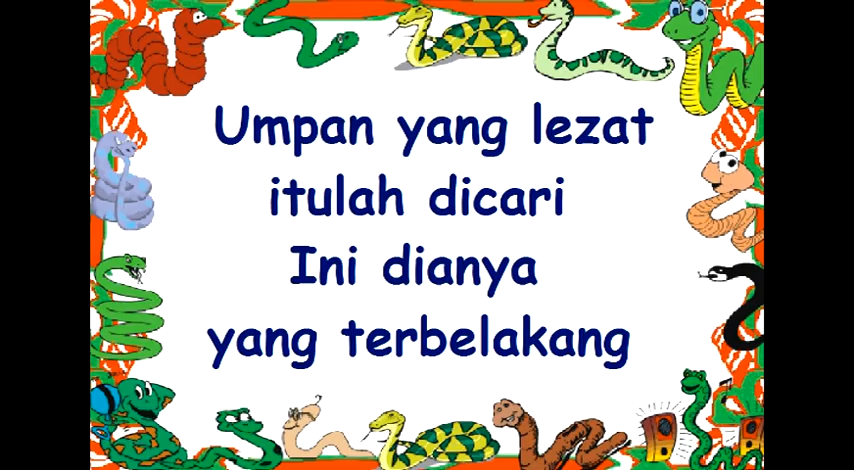 Umpan yang lezat
itulah dicari
Ini dianya
yang terbelakang